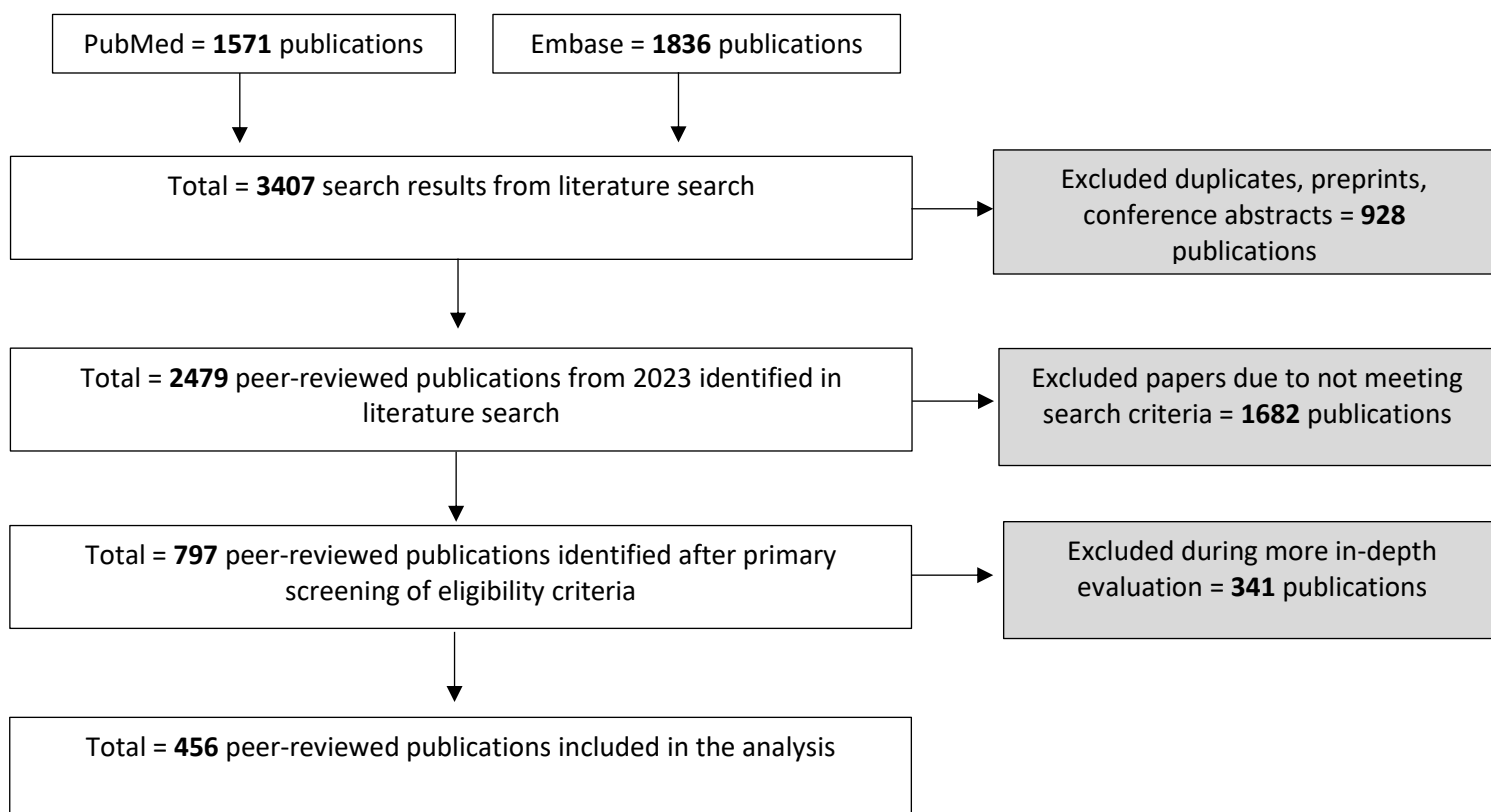 PubMed = 1571 publications
Embase = 1836 publications
Total = 3407 search results from literature search
Excluded duplicates, preprints,
conference abstracts = 928
publications
Total = 2479 peer-reviewed publications from 2023 identified in
literature search
Excluded papers due to not meeting
search criteria = 1682 publications
Total = 797 peer-reviewed publications identified after primary
screening of eligibility criteria
Excluded during more in-depth
evaluation = 341 publications
Total = 456 peer-reviewed publications included in the analysis